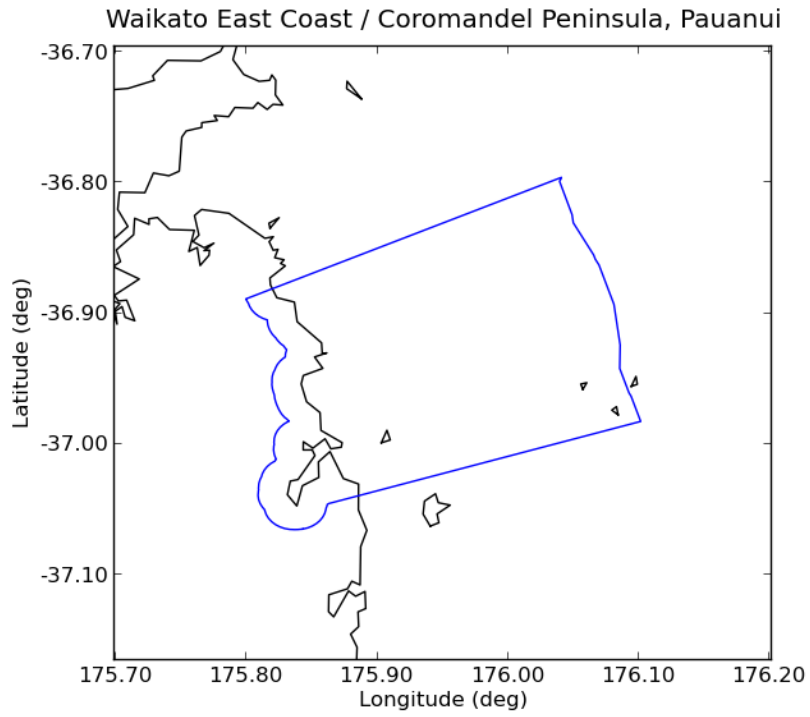 Waikato East Coast / Coromandel Peninsula, Pauanui
-36.70
-36.80
-36.90
-37.00
-37.10
Latitude (deg)
175.70 175.80 175.90 176.00 176.10 176.20
Longitude (deg)